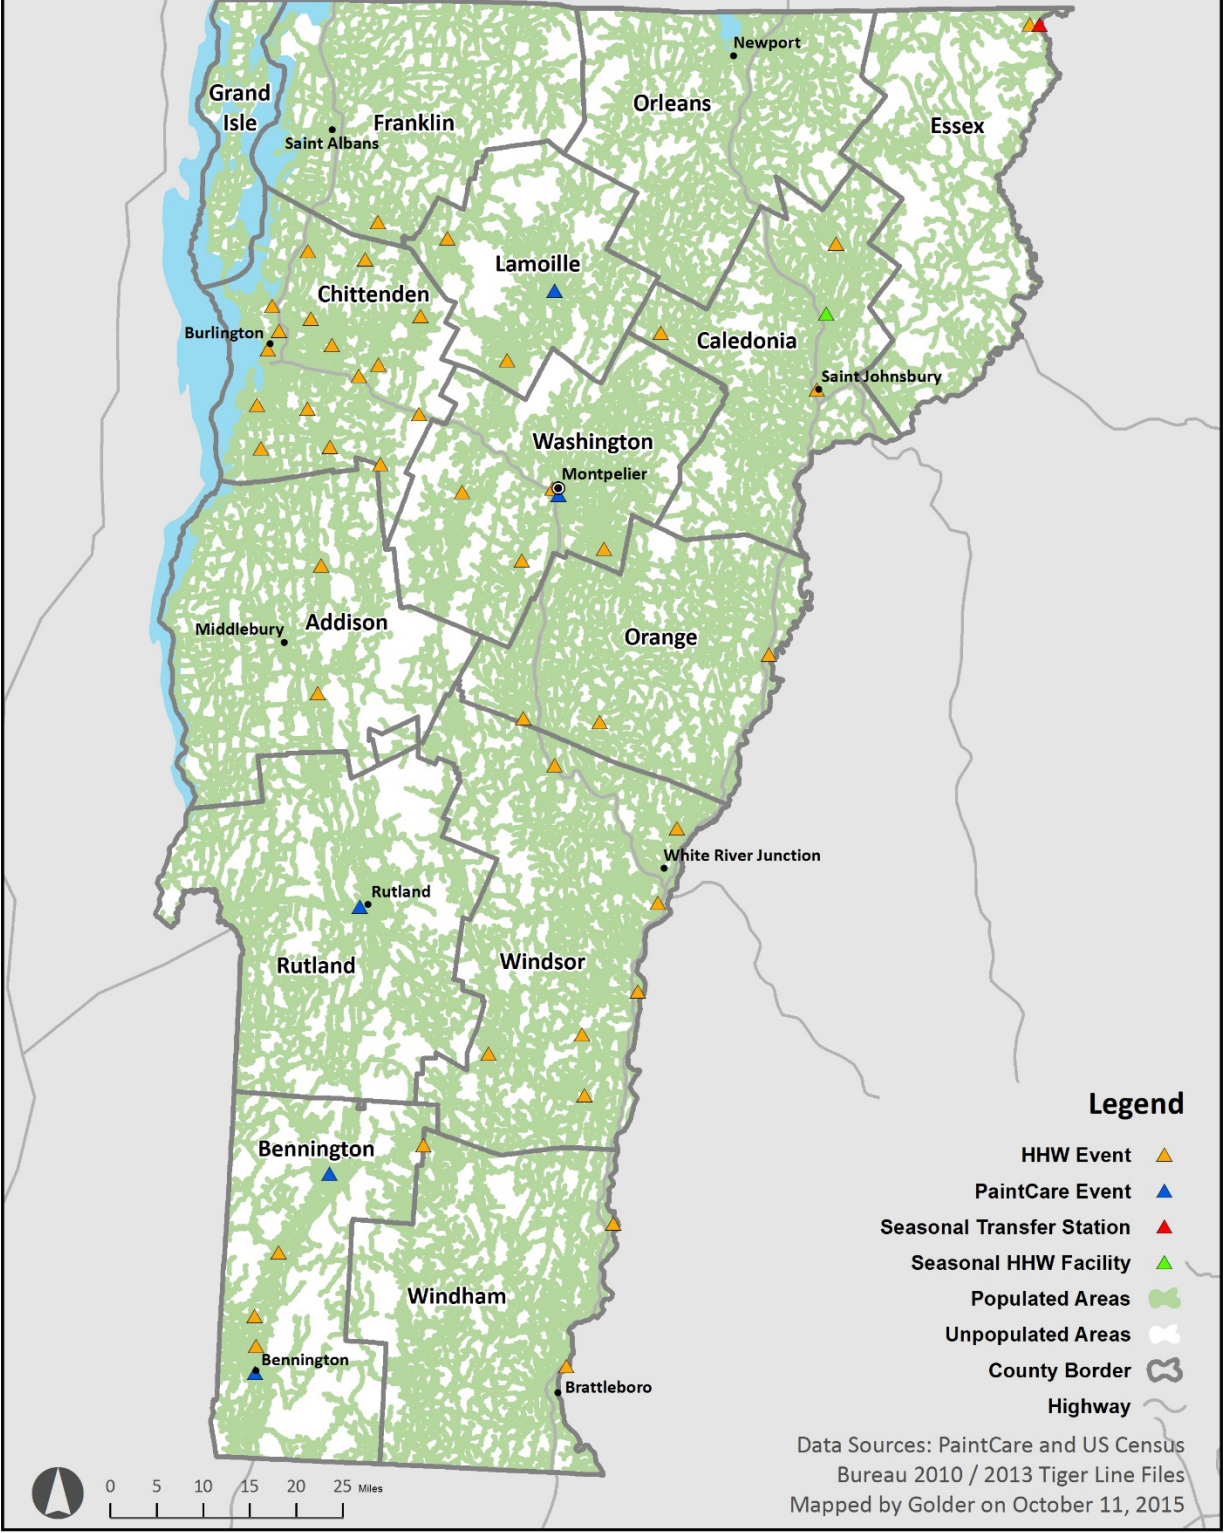 Newport
Grand
Isle
Orleans
Franklin
Essex
Saint Albans
Lamoille
Chittenden
Burlington
Caledonia
Saint Johnsbury
Washington
Montpelier
Addison
Middlebury
Orange
White River Junction
Rutland
Rutland
Windsor
Legend
Bennington
HHW Event
PaintCare Event
Seasonal Transfer Station
Seasonal HHW Facility
Windham
Populated Areas
Unpopulated Areas
Bennington
County Border
Brattleboro
Highway
Data Sources: PaintCare and US Census
Bureau 2010 / 2013 Tiger Line Files
Mapped by Golder on October 11, 2015
0 5 10 15 20 25 Miles